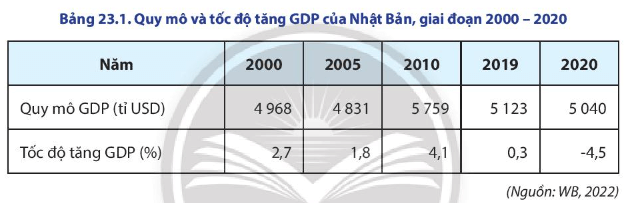 Bảng 23.1. Quy mô và tốc độ tăng GDP của Nhật Bản, giai đoạn 2000 – 2020
Năm 2000 2005 2010 2019 2020
Quy mô GDP (tỉ USD) 4 968 4 831 5 759 5 123 5 040
Tốc độ tăng GDP (%) 2,7 1,8 4,1 0,3 -4,5
(Nguồn: WB, 2022)